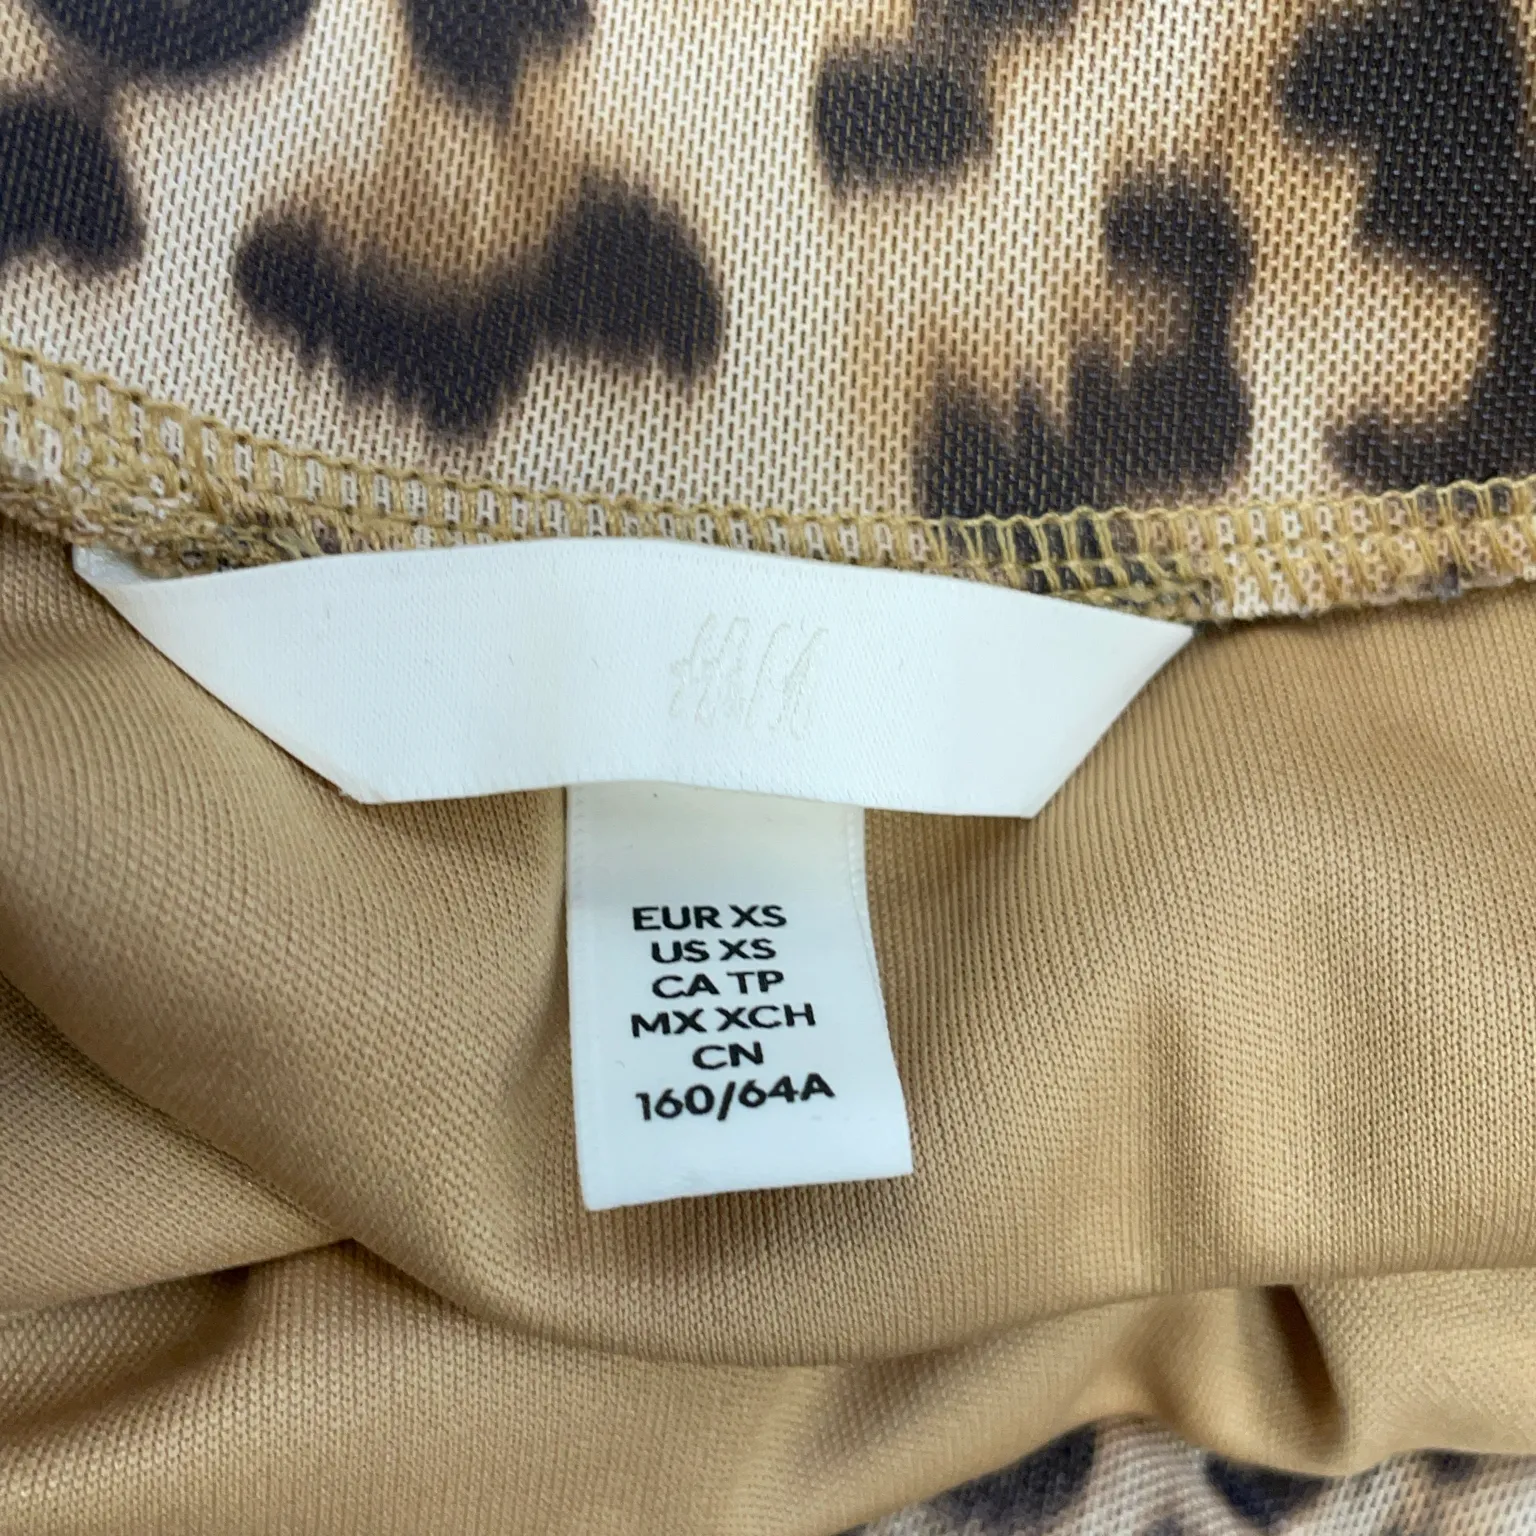 EUR XS
US XS
CA TP
MX XCH
CN
160/64A